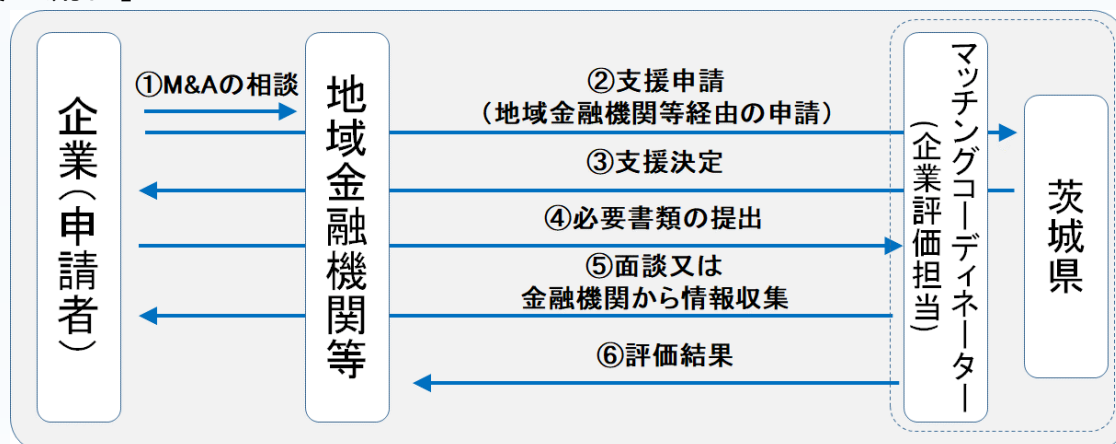 企業(申請者)
①M&Aの相談
地域金融機関等
②支援申請
(地域金融機関等経由の申請)
③支援決定
④必要書類の提出
⑤面談又は
金融機関から情報収集
⑥評価結果
マッチングコーディネーター
(企業評価担当)
茨城県